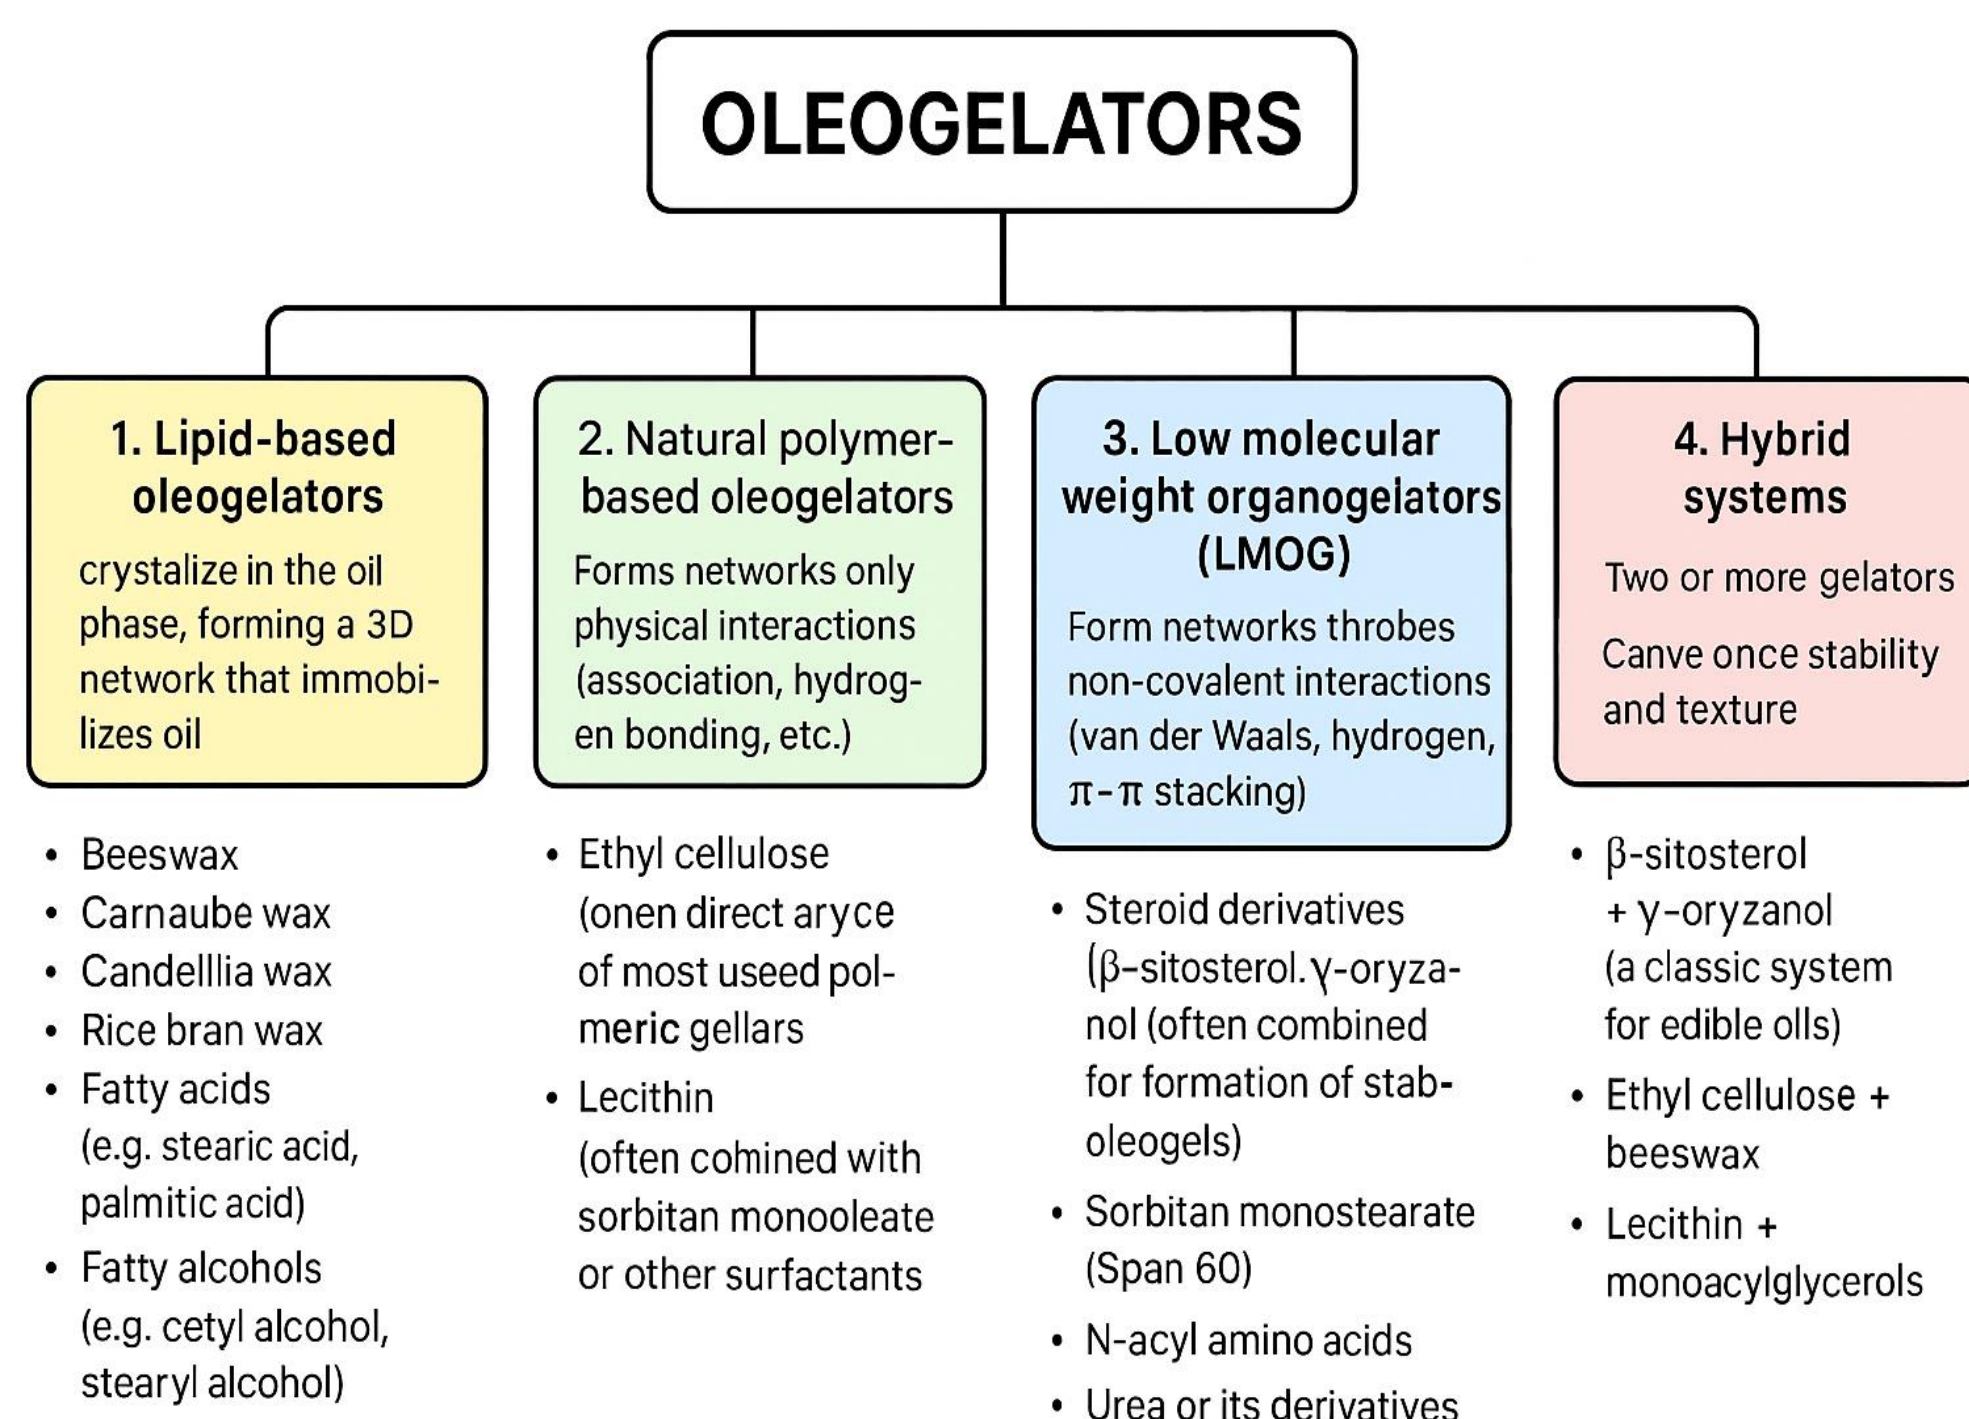 OLEOGELATORS
1. Lipid-based
oleogelators
crystalize in the oil
phase, forming a 3D
network that immobi-
lizes oil
• Beeswax
• Carnaube wax
• Candelllia wax
• Rice bran wax
• Fatty acids
(e.g. stearic acid,
palmitic acid)
• Fatty alcohols
(e.g. cetyl alcohol,
stearyl alcohol)
2. Natural polymer-
based oleogelators
Forms networks only
physical interactions
(association, hydrog-
en bonding, etc.)
• Ethyl cellulose
(onen direct aryce
of most useed pol-
meric gellars
• Lecithin
(often comined with
sorbitan monooleate
or other surfactants
3. Low molecular
weight organogelators
(LMOG)
Form networks throbes
non-covalent interactions
(van der Waals, hydrogen,
π-π stacking)
• Steroid derivatives
(β-sitosterol.γ-oryza-
nol (often combined
for formation of stab-
oleogels)
• Sorbitan monostearate
(Span 60)
• N-acyl amino acids
• Urea or its derivatives
4. Hybrid
systems
Two or more gelators
Canve once stability
and texture
• β-sitosterol
+ γ-oryzanol
(a classic system
for edible olls)
• Ethyl cellulose +
beeswax
• Lecithin +
monoacylglycerols